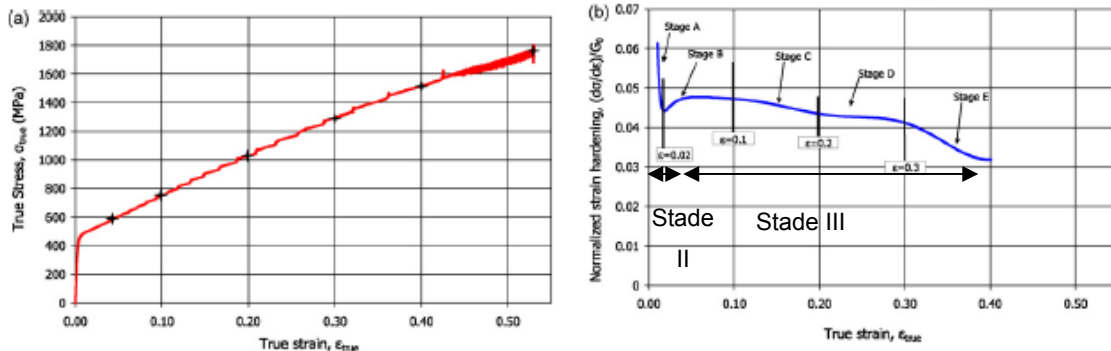 (a)
True Stress, σtrue (MPa)
2000
1800
1600
1400
1200
1000
800
600
400
200
0
0.00 0.10 0.20 0.30 0.40 0.50
True strain, εtrue
(b)
Normalized strain hardening, (dσ/dε)/G0
0.07
0.06
0.05
0.04
0.03
0.02
0.01
0
Stage A
Stage B
Stage C
Stage D
Stage E
ε=0.02
ε=0.1
ε=0.2
ε=0.3
Stade
II
Stade III
0.00 0.10 0.20 0.30 0.40
True strain, εtrue